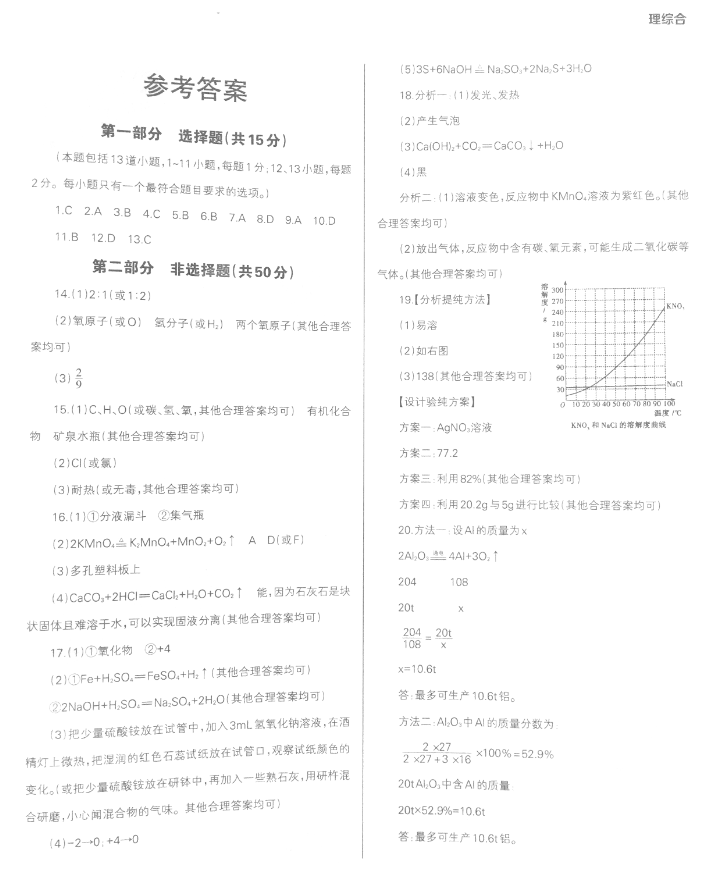 理综合
参考答案
第一部分 选择题(共15分)
(本题包括13道小题,1~11小题,每题1分;12、13小题,每题
2分。每小题只有一个最符合题目要求的选项。)
1.C 2.A 3.B 4.C 5.B 6.B 7.A 8.D 9.A 10.D
11.B 12.D 13.C
第二部分 非选择题(共50分)
14.(1)2:1(或1:2)
(2)氧原子(或O) 氢分子(或H₂) 两个氧原子(其他合理答
案均可)
(3)2/9
15.(1)C、H、O(或碳、氢、氧,其他合理答案均可) 有机化合
物 矿泉水瓶(其他合理答案均可)
(2)Cl(或氯)
(3)耐热(或无毒,其他合理答案均可)
16.(1)①分液漏斗 ②集气瓶
(2)2KMnO₄≜K₂MnO₄+MnO₂+O₂↑ A D(或F)
(3)多孔塑料板上
(4)CaCO₃+2HCl=CaCl₂+H₂O+CO₂↑ 能,因为石灰石是块
状固体且难溶于水,可以实现固液分离(其他合理答案均可)
17.(1)①氧化物 ②+4
(2)①Fe+H₂SO₄=FeSO₄+H₂↑(其他合理答案均可)
②2NaOH+H₂SO₄=Na₂SO₄+2H₂O(其他合理答案均可)
(3)把少量硫酸铵放在试管中,加入3mL氢氧化钠溶液,在酒
精灯上微热,把湿润的红色石蕊试纸放在试管口,观察试纸颜色的
变化。(或把少量硫酸铵放在研钵中,再加入一些熟石灰,用研杵混
合研磨,小心闻混合物的气味。其他合理答案均可)
(4)-2→0,+4→0
(5)3S+6NaOH≜Na₂SO₃+2Na₂S+3H₂O
18.分析一:(1)发光、发热
(2)产生气泡
(3)Ca(OH)₂+CO₂=CaCO₃↓+H₂O
(4)黑
分析二:(1)溶液变色,反应物中KMnO₄溶液为紫红色。(其他
合理答案均可)
(2)放出气体,反应物中含有碳、氧元素,可能生成二氧化碳等
气体。(其他合理答案均可)
19.【分析提纯方法】
(1)易溶
(2)如右图
(3)138(其他合理答案均可)
溶解度/g
300
270
240
210
180
150
120
90
60
30
0 10 20 30 40 50 60 70 80 90 100
温度/℃
KNO₃
NaCl
KNO₃和NaCl的溶解度曲线
【设计验纯方案】
方案一:AgNO₃溶液
方案二:77.2
方案三:利用82%(其他合理答案均可)
方案四:利用20.2g与5g进行比较(其他合理答案均可)
20.方法一:设Al的质量为x
2Al₂O₃ 通电 4Al+3O₂↑
204 108
20t x
204/108 = 20t/x
x=10.6t
答:最多可生产10.6t铝。
方法二:Al₂O₃中Al的质量分数为:
2×27/2×27+3×16 ×100%=52.9%
20tAl₂O₃中含Al的质量:
20t×52.9%=10.6t
答:最多可生产10.6t铝。